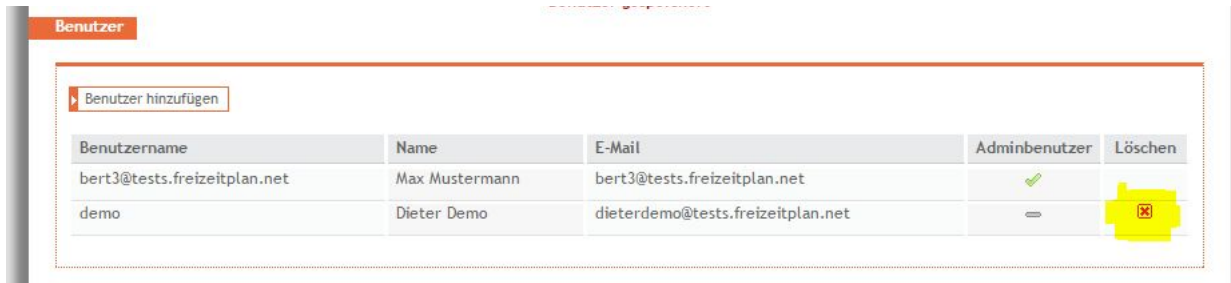 Benutzer
Benutzer hinzufügen
Benutzername Name E-Mail Adminbenutzer Löschen
bert3@tests.freizeitplan.net Max Mustermann bert3@tests.freizeitplan.net
demo Dieter Demo dieterdemo@tests.freizeitplan.net